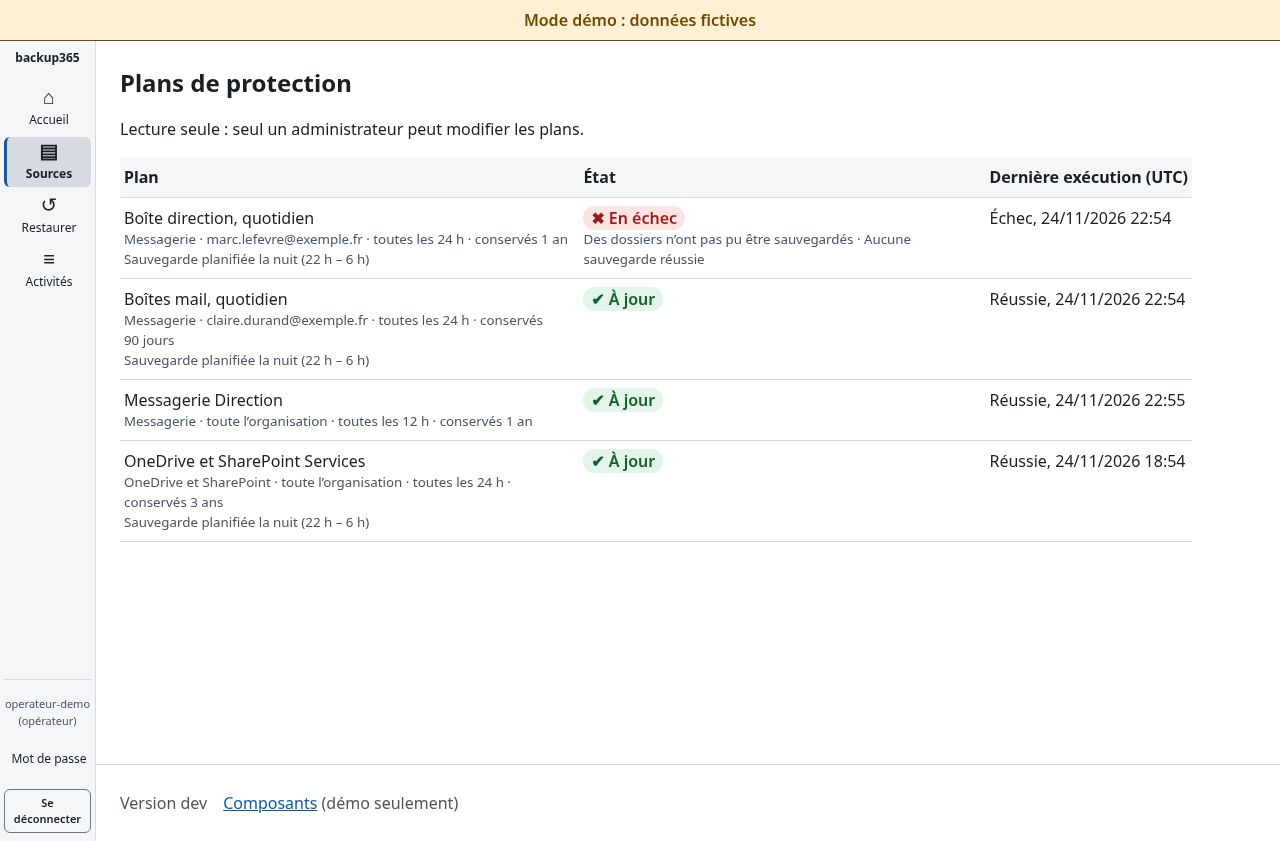 Mode démo : données fictives
backup365
Accueil
Sources
Restaurer
Activités
operateur-demo
(opérateur)
Mot de passe
Se
déconnecter
Plans de protection
Lecture seule : seul un administrateur peut modifier les plans.
Plan État Dernière exécution (UTC)
Boîte direction, quotidien ✖ En échec Échec, 24/11/2026 22:54
Messagerie · marc.lefevre@exemple.fr · toutes les 24 h · conservés 1 an Des dossiers n’ont pas pu être sauvegardés · Aucune
Sauvegarde planifiée la nuit (22 h – 6 h) sauvegarde réussie
Boîtes mail, quotidien ✔ À jour Réussie, 24/11/2026 22:54
Messagerie · claire.durand@exemple.fr · toutes les 24 h · conservés
90 jours
Sauvegarde planifiée la nuit (22 h – 6 h)
Messagerie Direction ✔ À jour Réussie, 24/11/2026 22:55
Messagerie · toute l’organisation · toutes les 12 h · conservés 1 an
OneDrive et SharePoint Services ✔ À jour Réussie, 24/11/2026 18:54
OneDrive et SharePoint · toute l’organisation · toutes les 24 h ·
conservés 3 ans
Sauvegarde planifiée la nuit (22 h – 6 h)
Version dev Composants (démo seulement)